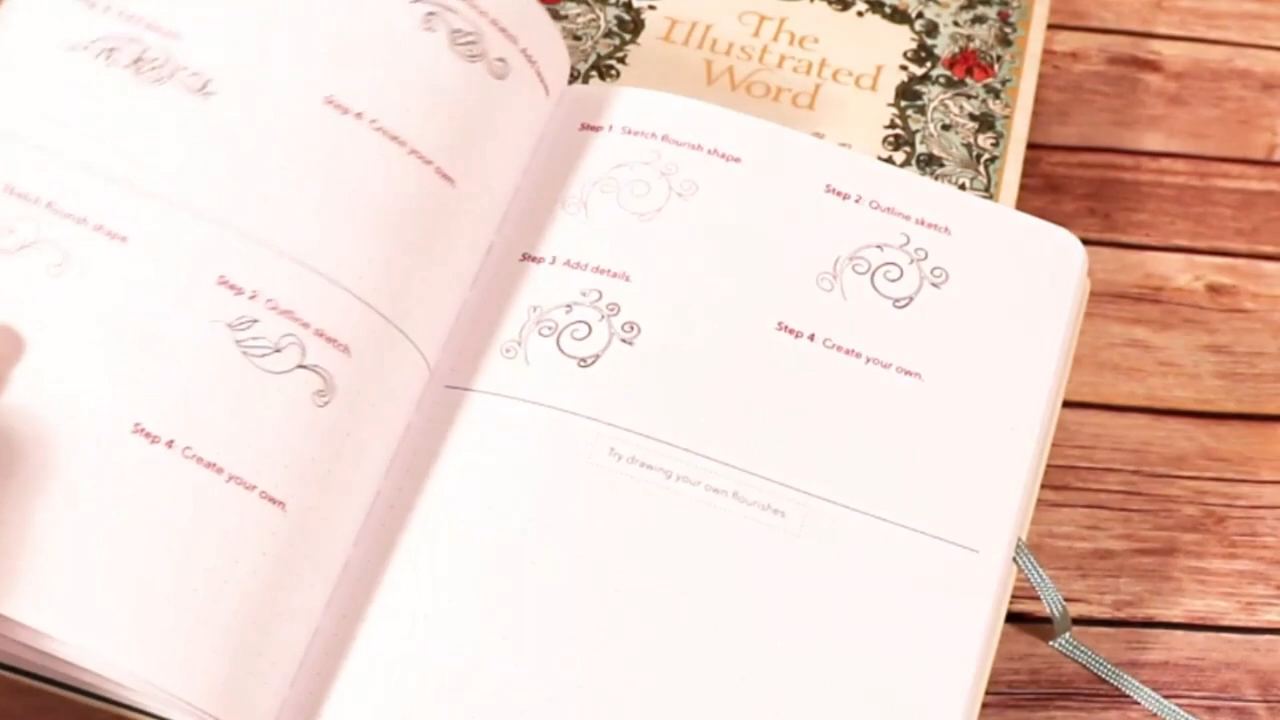 The
Illustrated
Word
Step 6: Create your own.
Sketch flourish shape.
Step 2: Outline sketch.
Step 4: Create your own.
Step 1: Sketch flourish shape.
Step 2: Outline sketch.
Step 3: Add details.
Step 4: Create your own.
Try drawing your own flourishes.